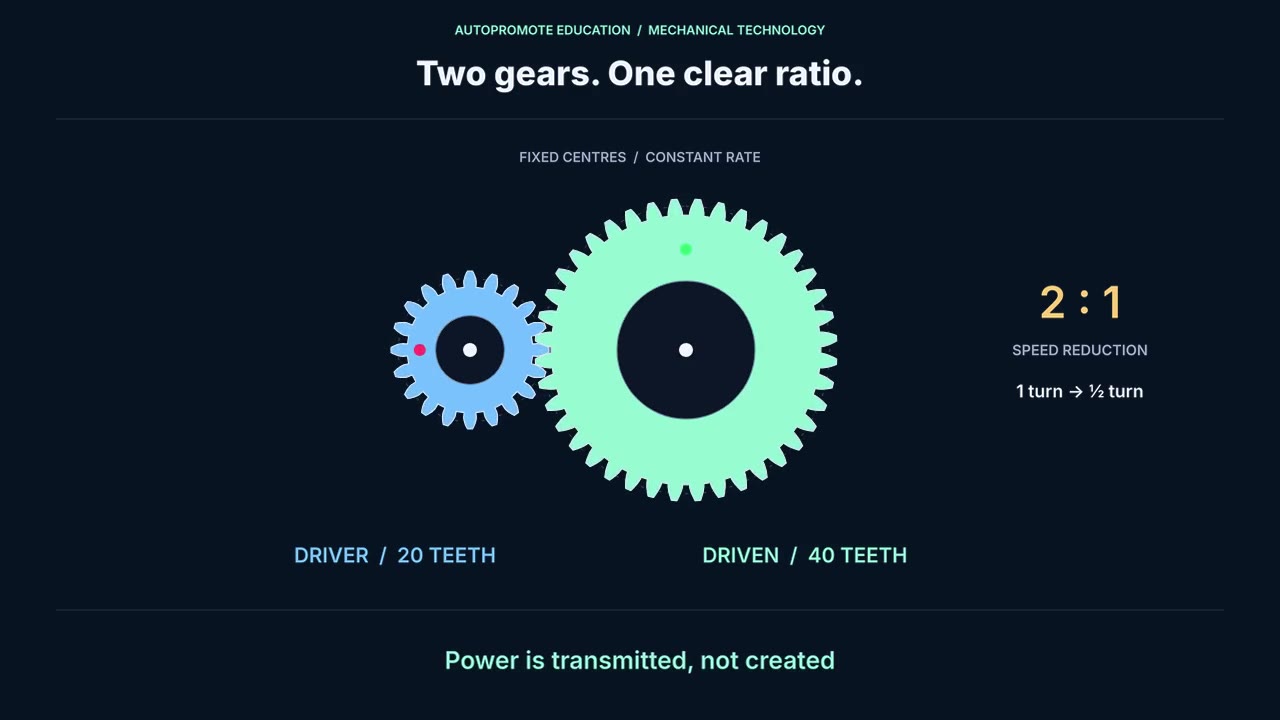 AUTOPROMOTE EDUCATION / MECHANICAL TECHNOLOGY
Two gears. One clear ratio.
FIXED CENTRES / CONSTANT RATE
2 : 1
SPEED REDUCTION
1 turn → ½ turn
DRIVER / 20 TEETH
DRIVEN / 40 TEETH
Power is transmitted, not created